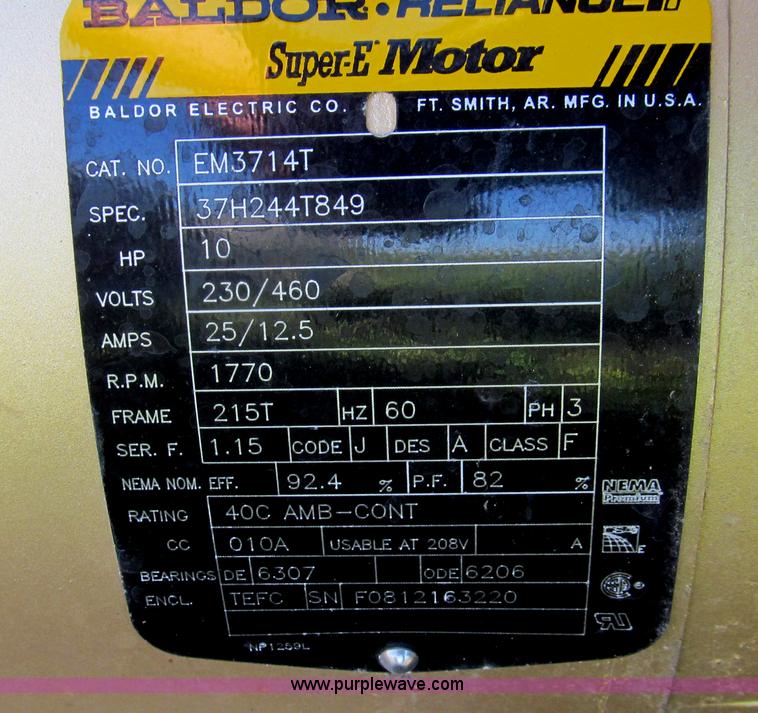 BALDOR • RELIANCE
Super-E Motor
BALDOR ELECTRIC CO. FT. SMITH, AR. MFG. IN U.S.A.
CAT. NO. EM3714T
SPEC. 37H244T849
HP 10
VOLTS 230/460
AMPS 25/12.5
R.P.M. 1770
FRAME 215T HZ 60 PH 3
SER. F. 1.15 CODE J DES A CLASS F
NEMA NOM. EFF. 92.4 % P.F. 82 %
RATING 40C AMB-CONT
CC 010A USABLE AT 208V A
BEARINGS DE 6307 ODE 6206
ENCL. TEFC SN F0812163220
NEMA
Premium
E
NP1259L
www.purplewave.com